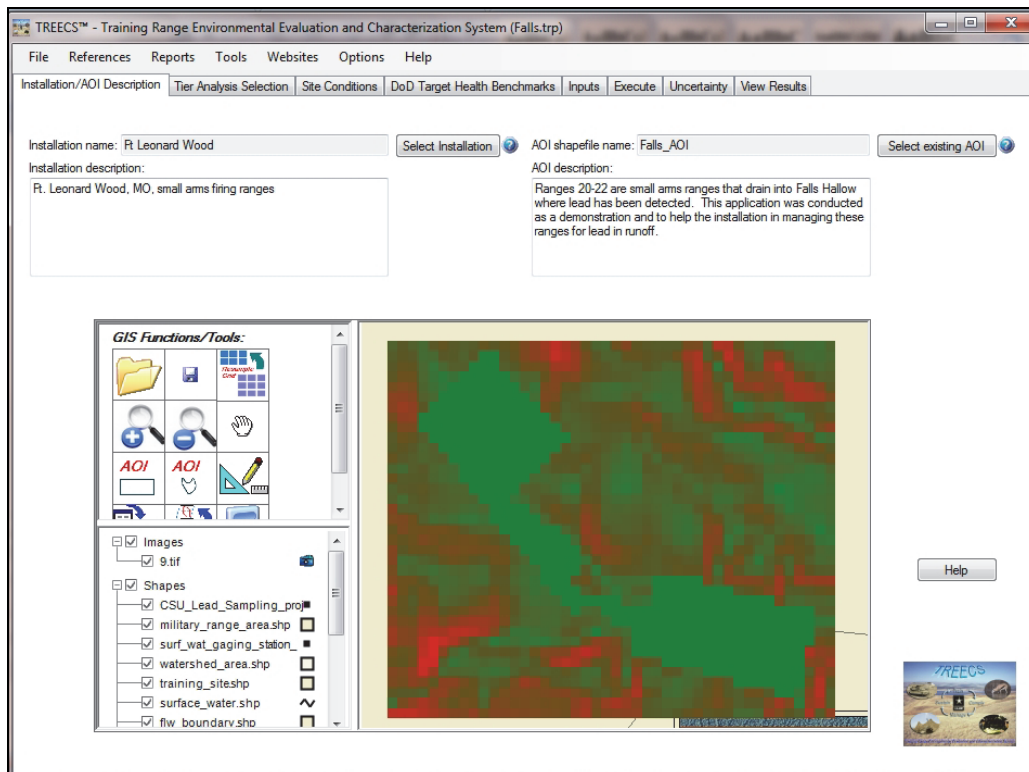 TREECS™ - Training Range Environmental Evaluation and Characterization System (Falls.trp)
File References Reports Tools Websites Options Help
Installation/AOI Description Tier Analysis Selection Site Conditions DoD Target Health Benchmarks Inputs Execute Uncertainty View Results
Installation name: Ft Leonard Wood Select Installation AOI shapefile name: Falls_AOI Select existing AOI
Installation description: AOI description:
Ft. Leonard Wood, MO, small arms firing ranges
Ranges 20-22 are small arms ranges that drain into Falls Hallow
where lead has been detected. This application was conducted
as a demonstration and to help the installation in managing these
ranges for lead in runoff.
GIS Functions/Tools:
AOI AOI
Images
9.tif
Shapes
CSU_Lead_Sampling_proj
military_range_area.shp
surf_wat_gaging_station_
watershed_area.shp
training_site.shp
surface_water.shp
flw_boundary.shp
Help
TREECS